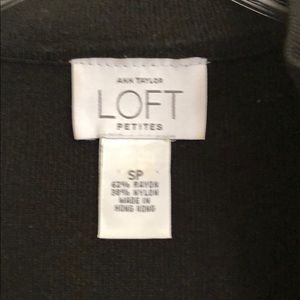 ANN TAYLOR
LOFT
PETITES
SP
62% RAYON
38% NYLON
MADE IN
HONG KONG